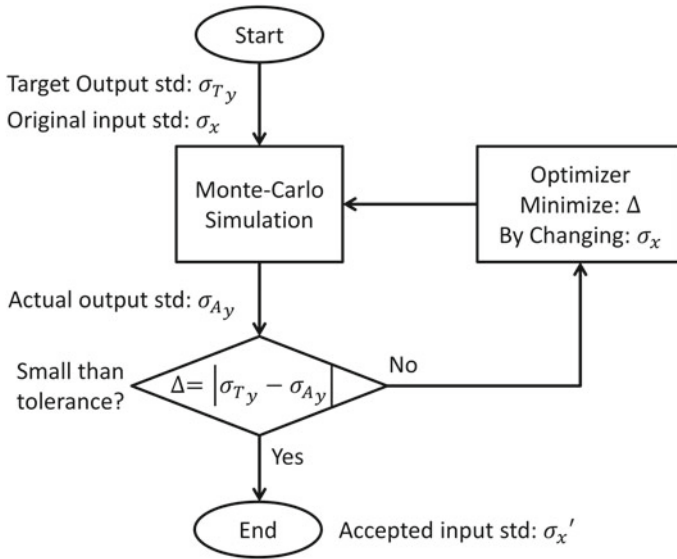 Start
Target Output std: σ_Ty
Original input std: σ_x
Monte-Carlo
Simulation
Optimizer
Minimize: Δ
By Changing: σ_x
Actual output std: σ_Ay
Small than
tolerance?
Δ= |σ_Ty − σ_Ay|
No
Yes
End
Accepted input std: σ_x′